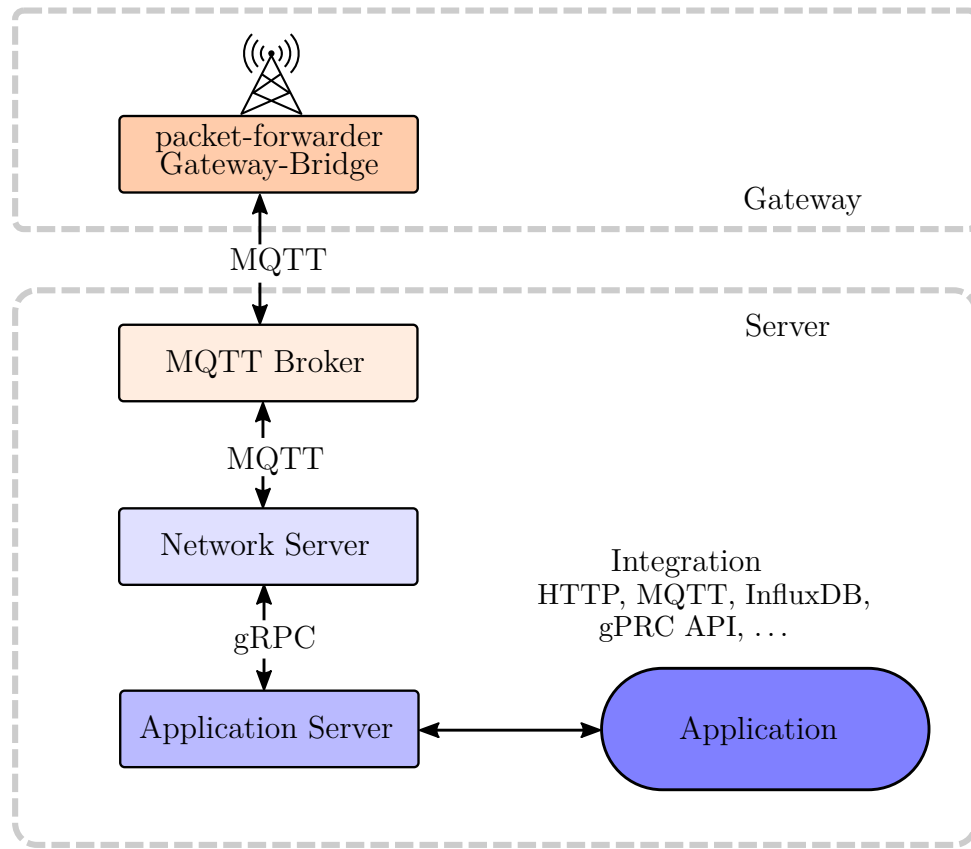 packet-forwarder
Gateway-Bridge
Gateway
MQTT
Server
MQTT Broker
MQTT
Network Server
Integration
HTTP, MQTT, InfluxDB,
gPRC API, …
gRPC
Application Server
Application